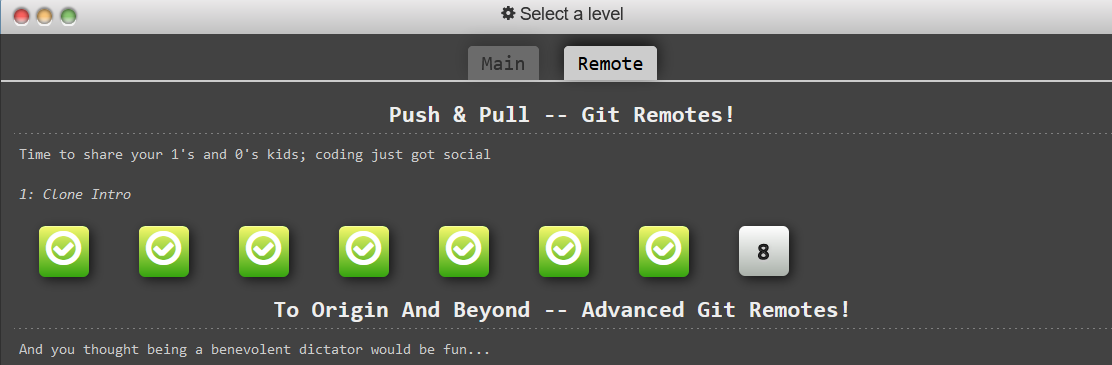 Select a level
Main Remote
Push & Pull -- Git Remotes!
Time to share your 1's and 0's kids; coding just got social
1: Clone Intro
8
To Origin And Beyond -- Advanced Git Remotes!
And you thought being a benevolent dictator would be fun...